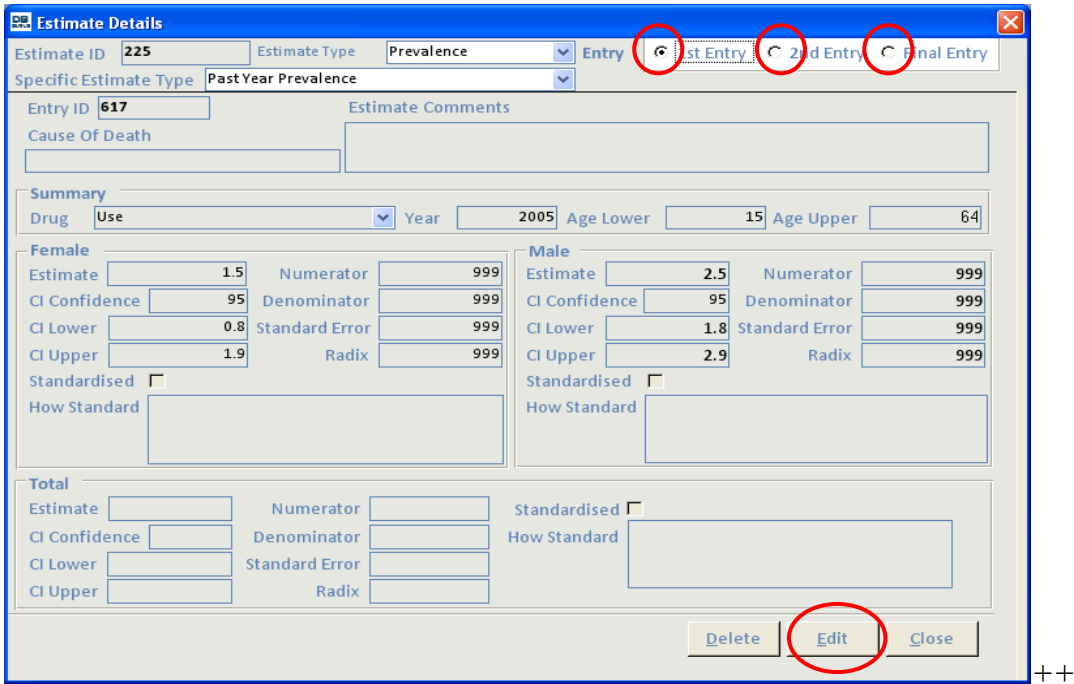 Estimate Details
Estimate ID 225 Estimate Type Prevalence Entry 1st Entry 2nd Entry Final Entry
Specific Estimate Type Past Year Prevalence
Entry ID 617 Estimate Comments
Cause Of Death
Summary
Drug Use Year 2005 Age Lower 15 Age Upper 64
Female Male
Estimate 1.5 Numerator 999 Estimate 2.5 Numerator 999
CI Confidence 95 Denominator 999 CI Confidence 95 Denominator 999
CI Lower 0.8 Standard Error 999 CI Lower 1.8 Standard Error 999
CI Upper 1.9 Radix 999 CI Upper 2.9 Radix 999
Standardised Standardised
How Standard How Standard
Total
Estimate Numerator Standardised
CI Confidence Denominator How Standard
CI Lower Standard Error
CI Upper Radix
Delete Edit Close
++